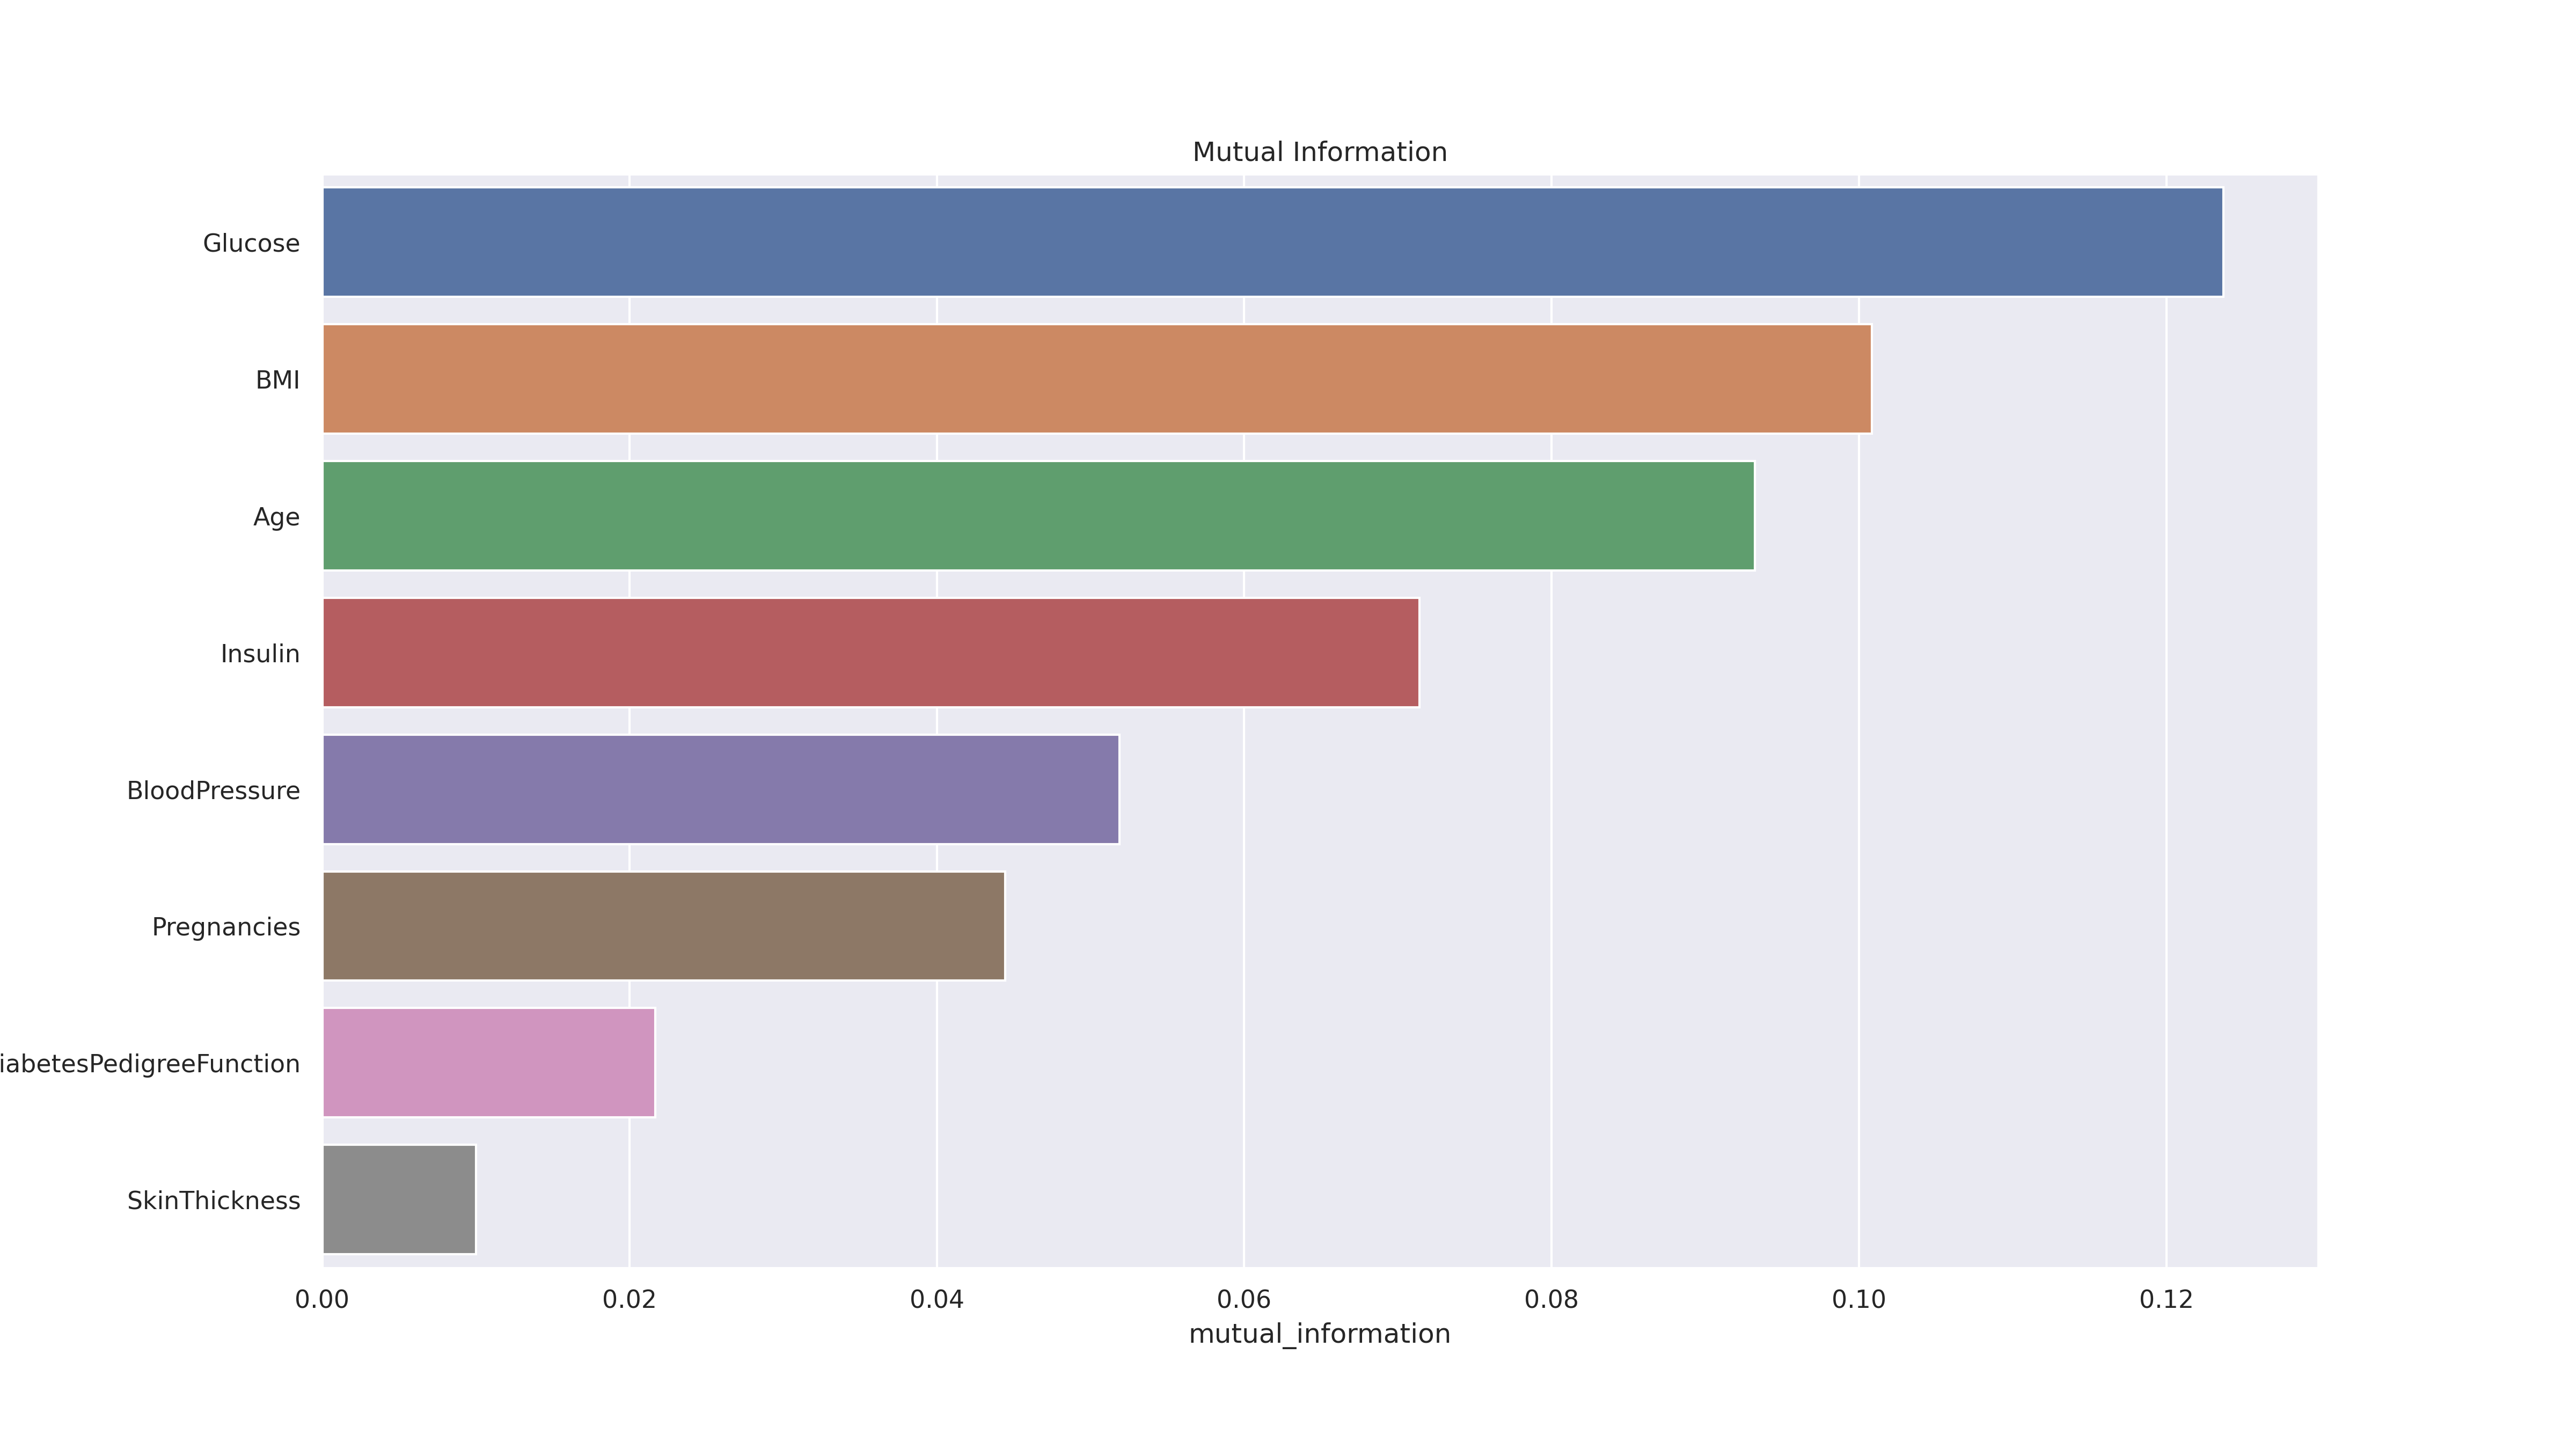 Mutual Information
Glucose
BMI
Age
Insulin
BloodPressure
Pregnancies
iabetesPedigreeFunction
SkinThickness
0.00 0.02 0.04 0.06 0.08 0.10 0.12
mutual_information